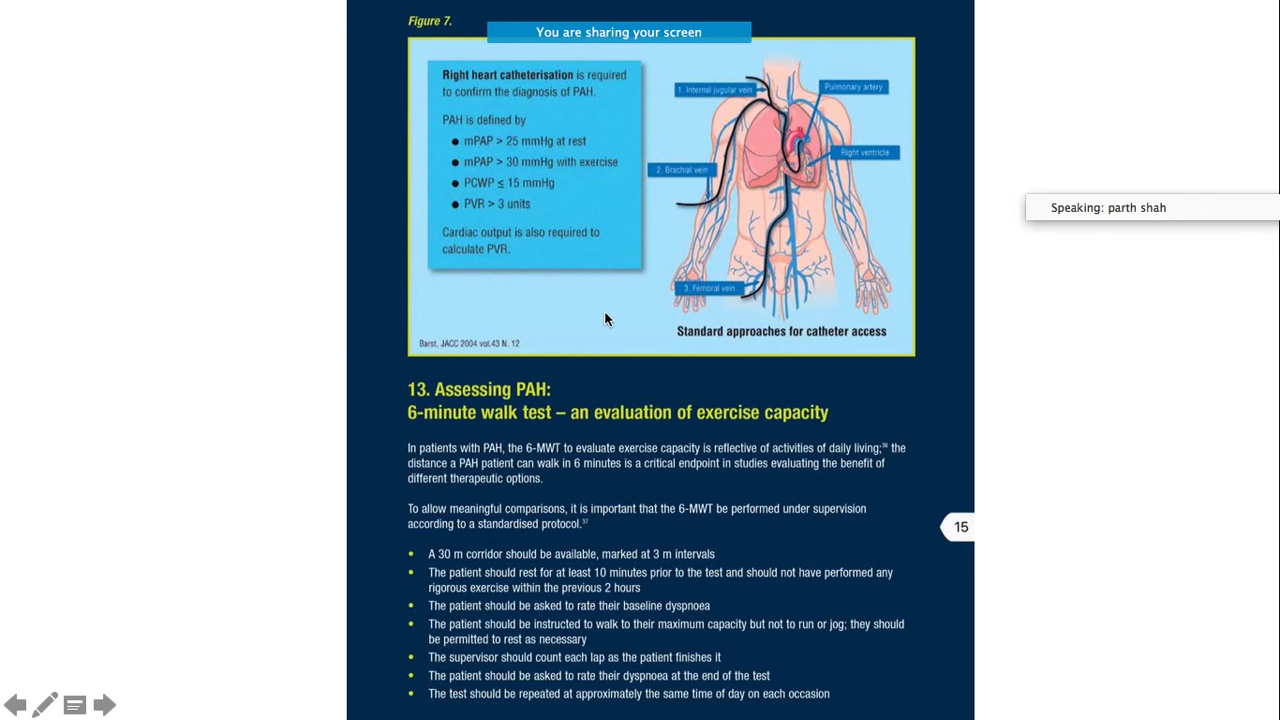 Figure 7.
You are sharing your screen
Right heart catheterisation is required
to confirm the diagnosis of PAH.
PAH is defined by
● mPAP > 25 mmHg at rest
● mPAP > 30 mmHg with exercise
● PCWP ≤ 15 mmHg
● PVR > 3 units
Cardiac output is also required to
calculate PVR.
1. Internal jugular vein
Pulmonary artery
Right ventricle
2. Brachial vein
3. Femoral vein
Standard approaches for catheter access
Barst, JACC 2004 vol.43 N. 12
Speaking: parth shah
13. Assessing PAH:
6-minute walk test – an evaluation of exercise capacity
In patients with PAH, the 6-MWT to evaluate exercise capacity is reflective of activities of daily living;³⁶ the
distance a PAH patient can walk in 6 minutes is a critical endpoint in studies evaluating the benefit of
different therapeutic options.
To allow meaningful comparisons, it is important that the 6-MWT be performed under supervision
according to a standardised protocol.³⁷
15
• A 30 m corridor should be available, marked at 3 m intervals
• The patient should rest for at least 10 minutes prior to the test and should not have performed any
rigorous exercise within the previous 2 hours
• The patient should be asked to rate their baseline dyspnoea
• The patient should be instructed to walk to their maximum capacity but not to run or jog; they should
be permitted to rest as necessary
• The supervisor should count each lap as the patient finishes it
• The patient should be asked to rate their dyspnoea at the end of the test
• The test should be repeated at approximately the same time of day on each occasion